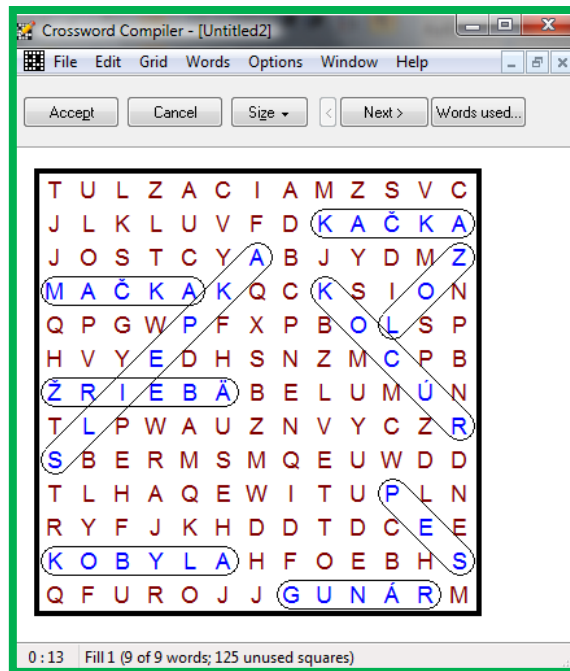 Crossword Compiler - [Untitled2]
File Edit Grid Words Options Window Help
Accept Cancel Size < Next > Words used...
T U L Z A C I A M Z S V C
J L K L U V F D K A Č K A
J O S T C Y A B J Y D M Z
M A Č K A K Q C K S I O N
Q P G W P F X P B O L S P
H V Y E D H S N Z M C P B
Ž R I E B Ä B E L U M Ú N
T L P W A U Z N V Y C Z R
S B E R M S M Q E U W D D
T L H A Q E W I T U P L N
R Y F J K H D D T D C E E
K O B Y L A H F O E B H S
Q F U R O J J G U N Á R M
0 : 13 Fill 1 (9 of 9 words; 125 unused squares)